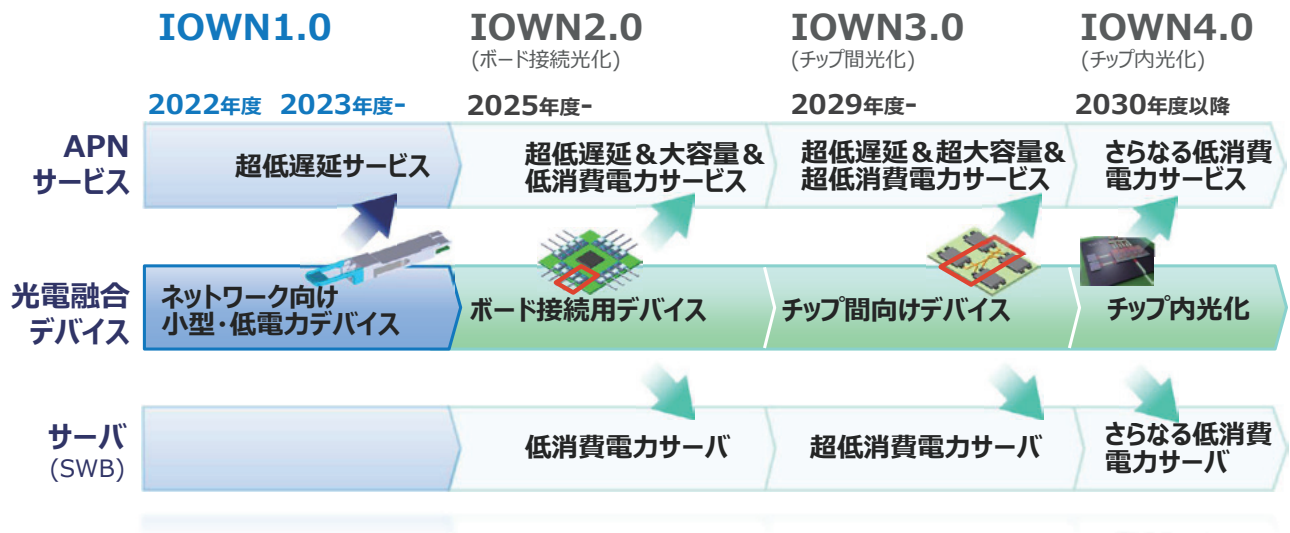 IOWN1.0
IOWN2.0
(ボード接続光化)
IOWN3.0
(チップ間光化)
IOWN4.0
(チップ内光化)
2022年度 2023年度-
2025年度-
2029年度-
2030年度以降
APN
サービス
超低遅延サービス
超低遅延&大容量&
低消費電力サービス
超低遅延&超大容量&
超低消費電力サービス
さらなる低消費
電力サービス
光電融合
デバイス
ネットワーク向け
小型・低電力デバイス
ボード接続用デバイス
チップ間向けデバイス
チップ内光化
サーバ
(SWB)
低消費電力サーバ
超低消費電力サーバ
さらなる低消費
電力サーバ